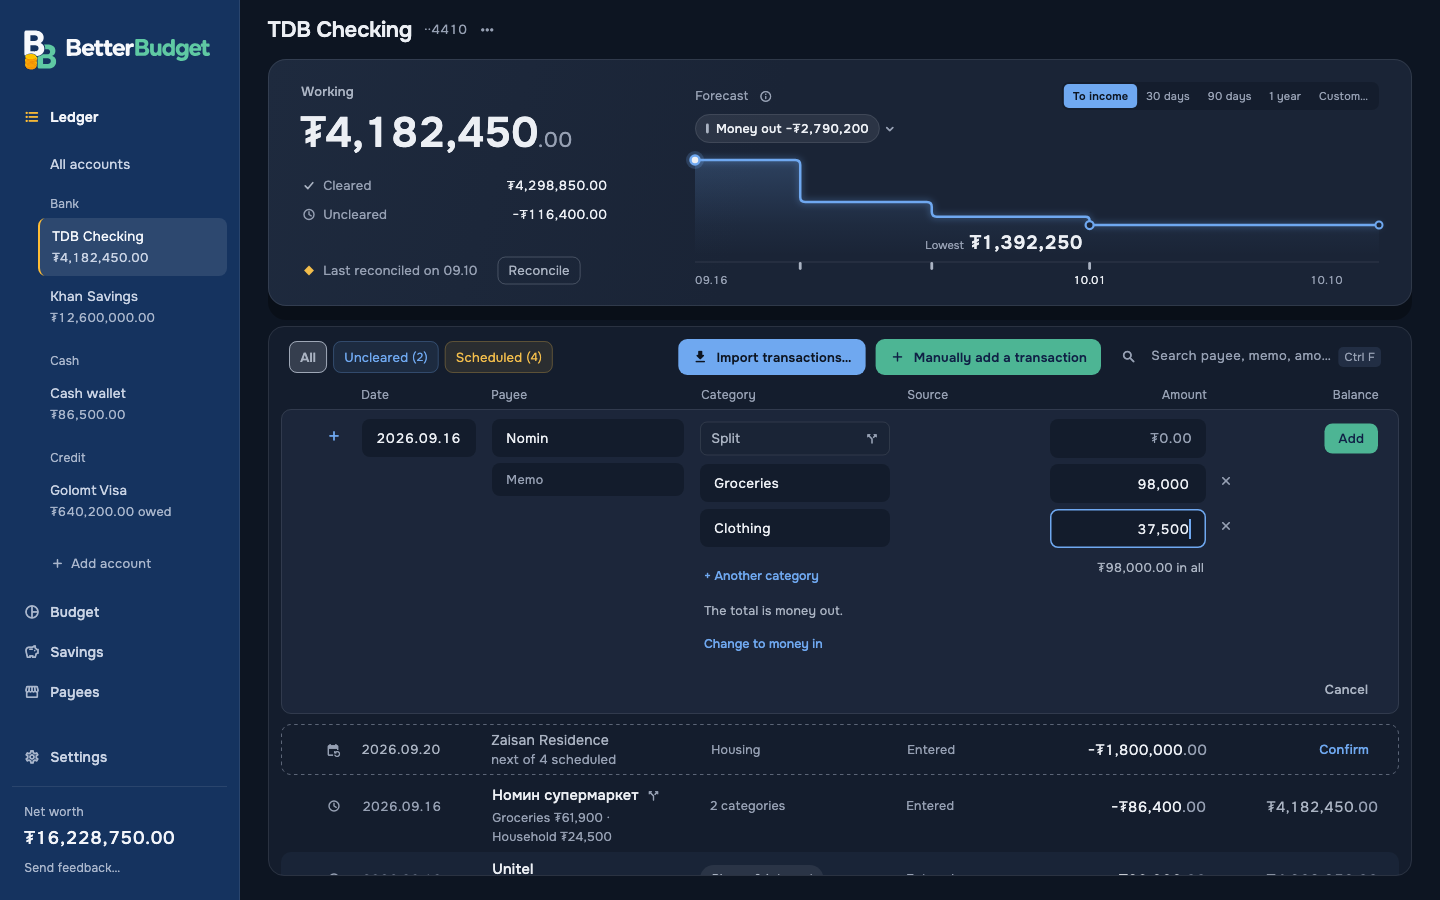 BetterBudget
Ledger
All accounts
Bank
TDB Checking
₮4,182,450.00
Khan Savings
₮12,600,000.00
Cash
Cash wallet
₮86,500.00
Credit
Golomt Visa
₮640,200.00 owed
+ Add account
Budget
Savings
Payees
Settings
Net worth
₮16,228,750.00
Send feedback...
TDB Checking ··4410 •••
Working
₮4,182,450.00
Cleared ₮4,298,850.00
Uncleared -₮116,400.00
Last reconciled on 09.10 Reconcile
Forecast
To income 30 days 90 days 1 year Custom...
Money out -₮2,790,200
Lowest ₮1,392,250
09.16 10.01 10.10
All Uncleared (2) Scheduled (4) Import transactions... + Manually add a transaction Search payee, memo, amo... Ctrl F
Date Payee Category Source Amount Balance
+ 2026.09.16 Nomin Split ₮0.00 Add
Memo Groceries 98,000 ×
Clothing 37,500 ×
+ Another category ₮98,000.00 in all
The total is money out.
Change to money in
Cancel
2026.09.20 Zaisan Residence Housing Entered -₮1,800,000.00 Confirm
next of 4 scheduled
2026.09.16 Номин супермаркет 2 categories Entered -₮86,400.00 ₮4,182,450.00
Groceries ₮61,900 ·
Household ₮24,500
Unitel